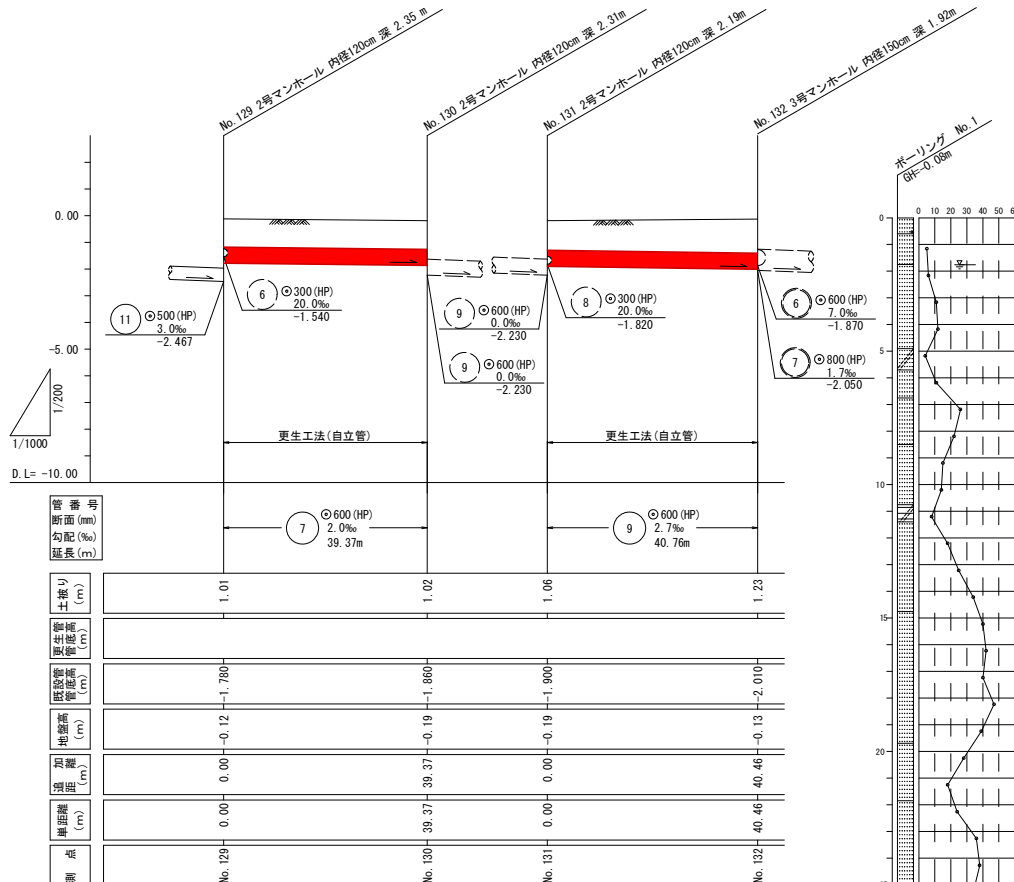 No.129 2号マンホール 内径120cm 深 2.35 m
No.130 2号マンホール 内径120cm 深 2.31m
No.131 2号マンホール 内径120cm 深 2.19m
No.132 3号マンホール 内径150cm 深 1.92m
ボーリング No.1
GH=-0.08m
0.00
-5.00
D.L= -10.00
1/200
1/1000
11
500(HP)
3.0‰
-2.467
6
300(HP)
20.0‰
-1.540
9
600(HP)
0.0‰
-2.230
9
600(HP)
0.0‰
-2.230
8
300(HP)
20.0‰
-1.820
6
600(HP)
7.0‰
-1.870
7
800(HP)
1.7‰
-2.050
更生工法(自立管)
更生工法(自立管)
管番号
断面(mm)
勾配(‰)
延長(m)
7
600(HP)
2.0‰
39.37m
9
600(HP)
2.7‰
40.76m
土被り(m)
1.01
1.02
1.06
1.23
更生管管底高(m)
既設管管底高(m)
-1.780
-1.860
-1.900
-2.010
地盤高(m)
-0.12
-0.19
-0.19
-0.13
追加距離(m)
0.00
39.37
0.00
40.46
単距離(m)
0.00
39.37
0.00
40.46
測点
No.129
No.130
No.131
No.132
0 10 20 30 40 50
0
5
10
15
20